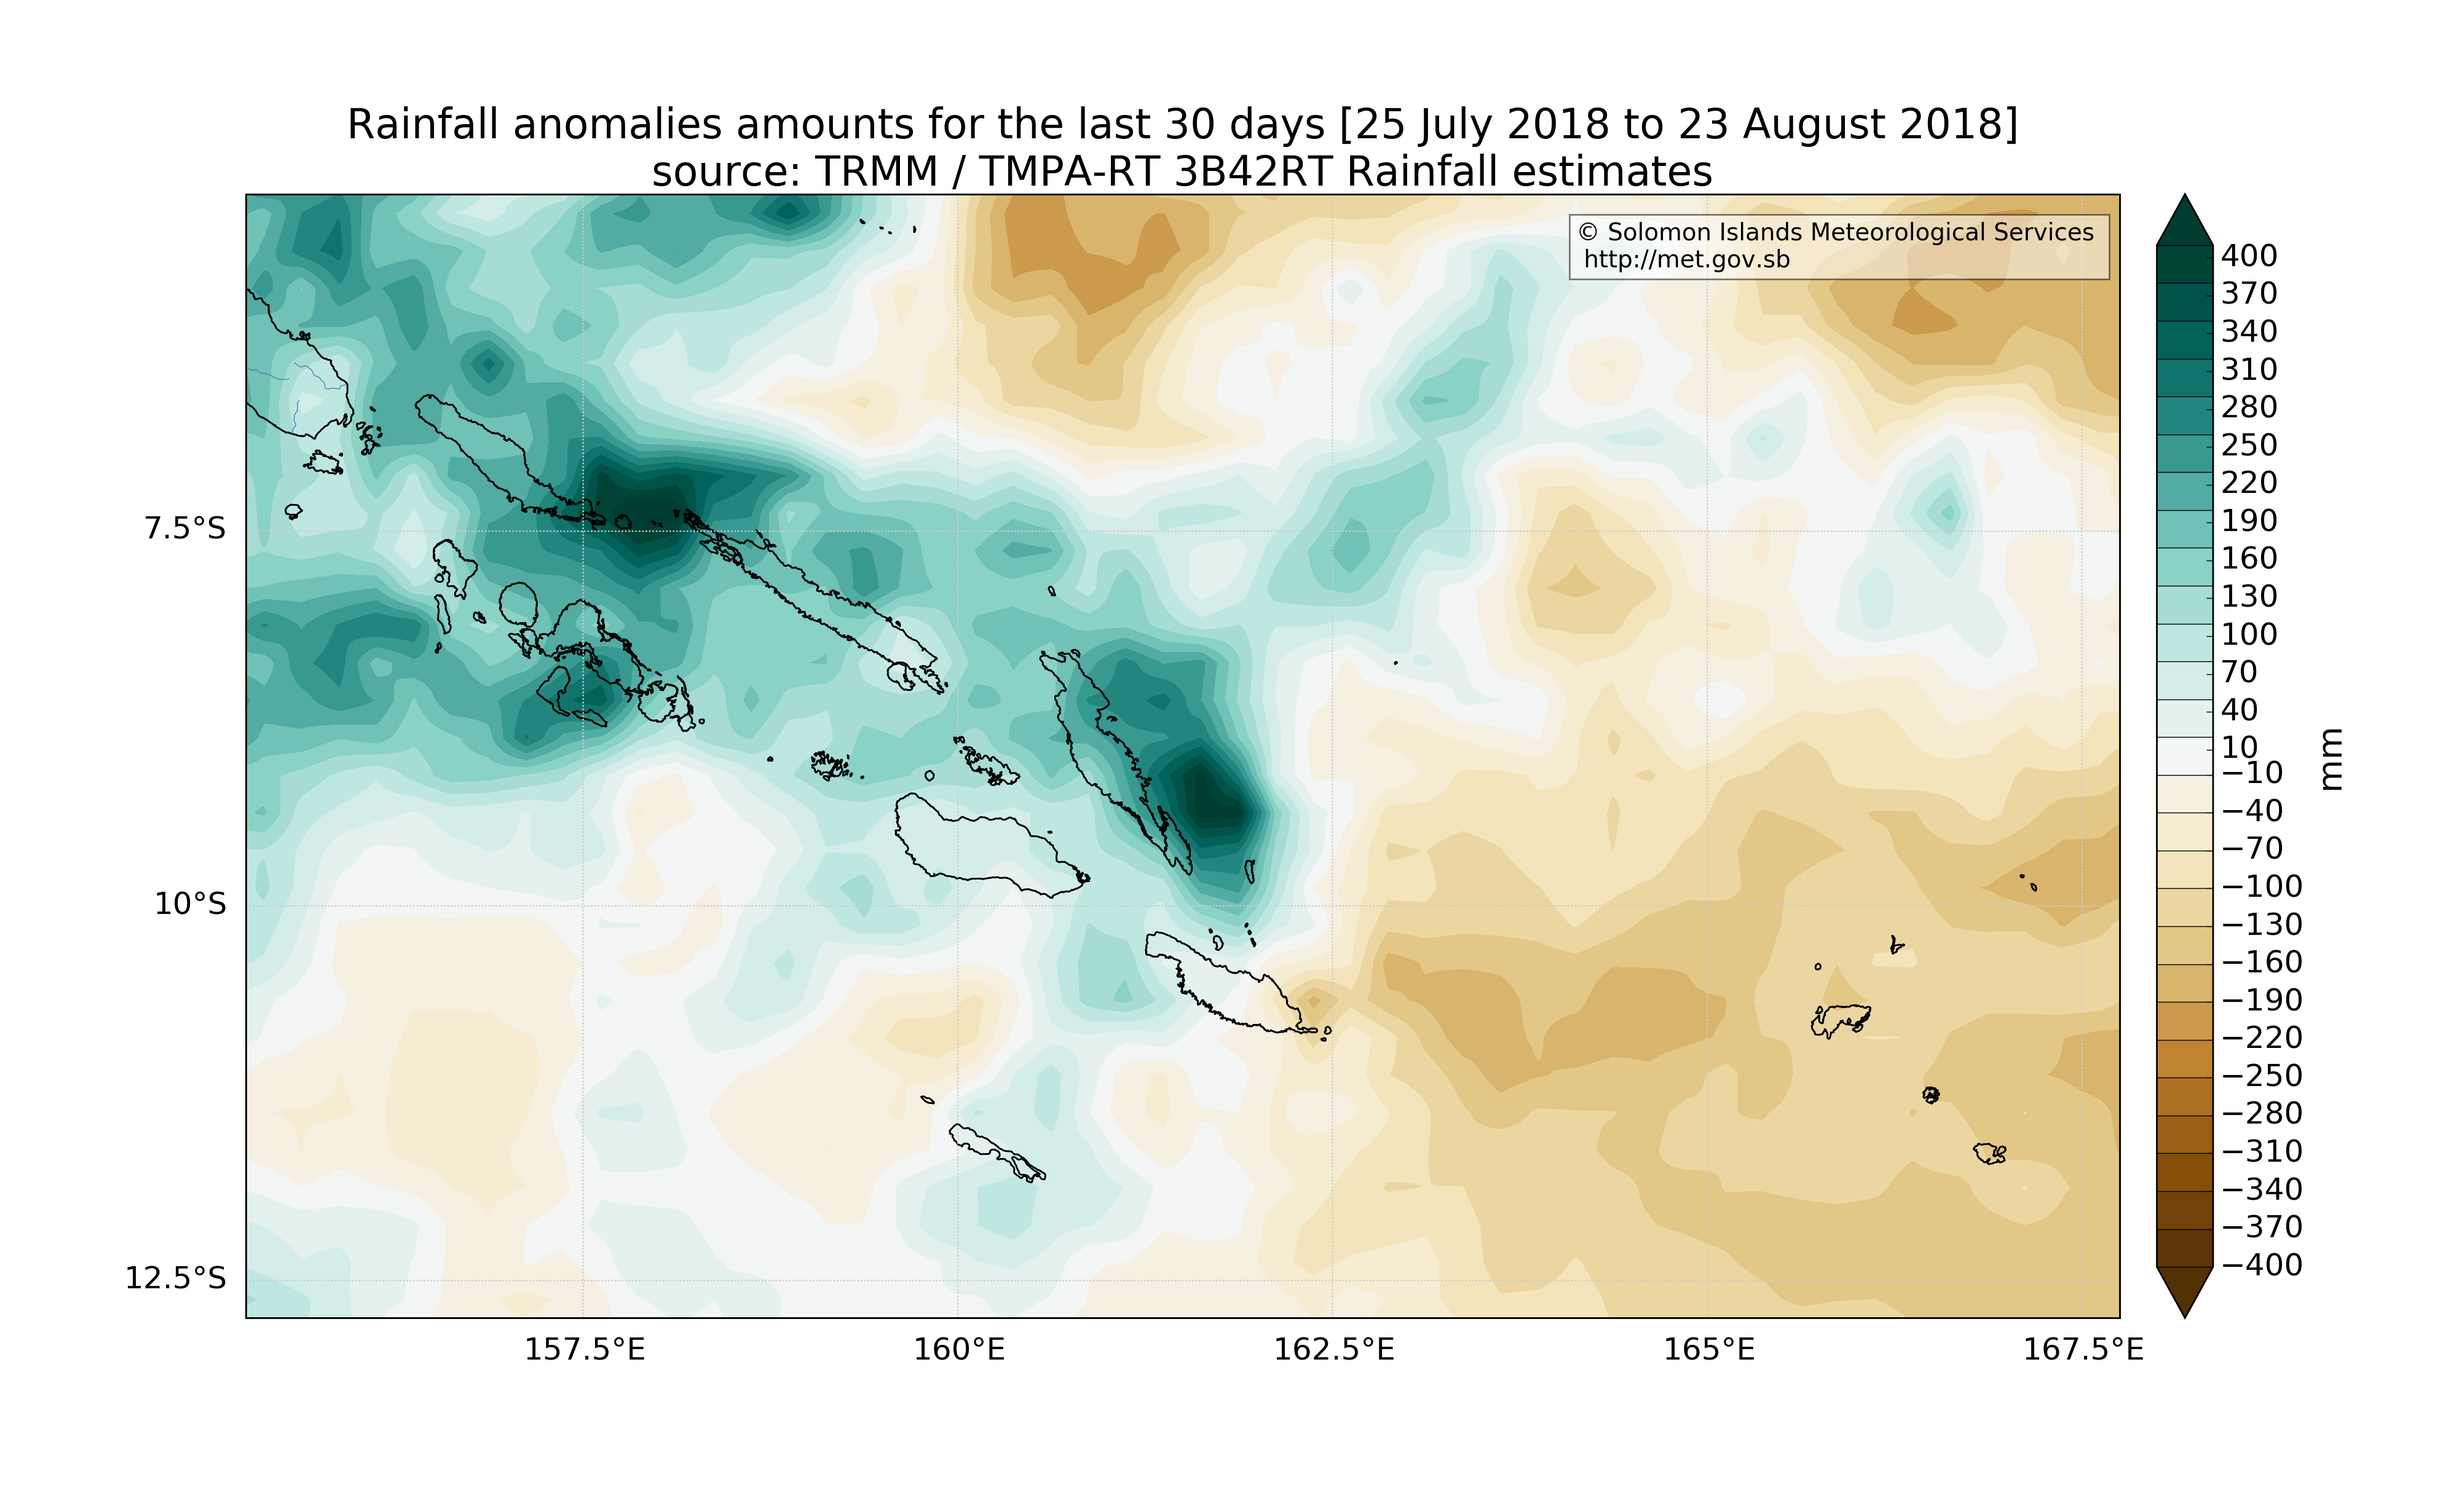 Rainfall anomalies amounts for the last 30 days [25 July 2018 to 23 August 2018]
source: TRMM / TMPA-RT 3B42RT Rainfall estimates
© Solomon Islands Meteorological Services
http://met.gov.sb
7.5°S
10°S
12.5°S
157.5°E
160°E
162.5°E
165°E
167.5°E
400
370
340
310
280
250
220
190
160
130
100
70
40
10
−10
−40
−70
−100
−130
−160
−190
−220
−250
−280
−310
−340
−370
−400
mm